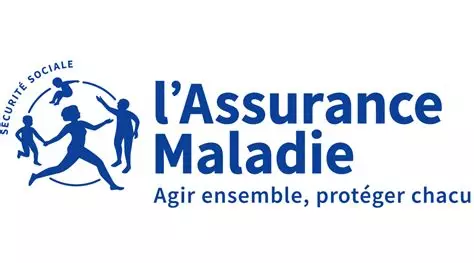 SÉCURITÉ SOCIALE
l'Assurance
Maladie
Agir ensemble, protéger chacu